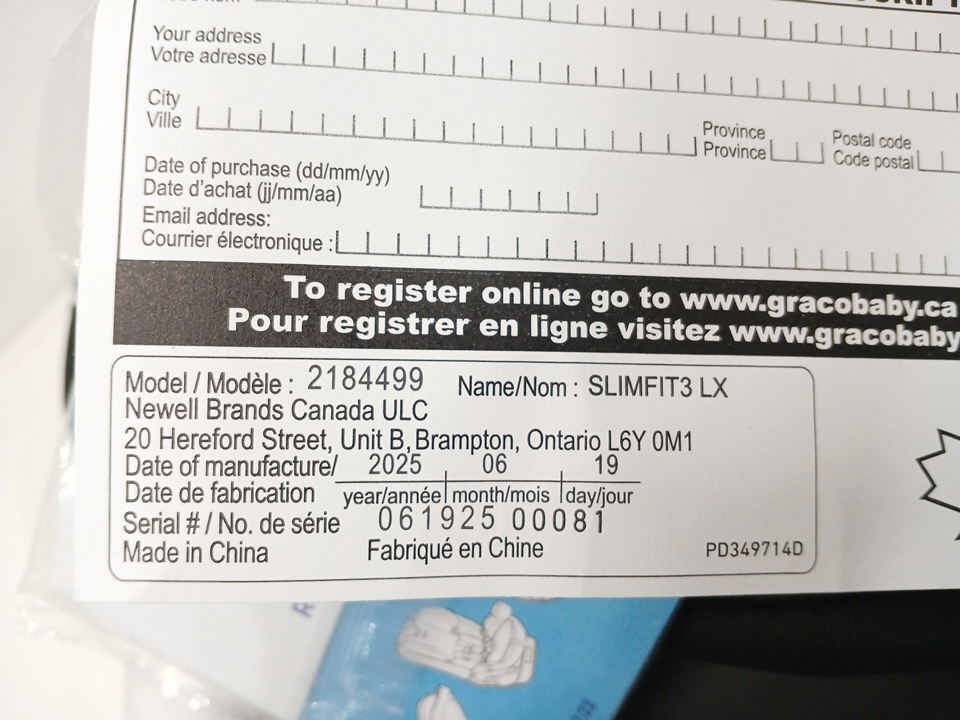 Your address
Votre adresse
City
Ville
Province
Province
Postal code
Code postal
Date of purchase (dd/mm/yy)
Date d'achat (jj/mm/aa)
Email address:
Courrier électronique :
To register online go to www.gracobaby.ca
Pour registrer en ligne visitez www.gracobaby
Model / Modèle : 2184499 Name/Nom : SLIMFIT3 LX
Newell Brands Canada ULC
20 Hereford Street, Unit B, Brampton, Ontario L6Y 0M1
Date of manufacture/ 2025 06 19
Date de fabrication year/année month/mois day/jour
Serial # / No. de série 061925 00081
Made in China Fabriqué en Chine PD349714D